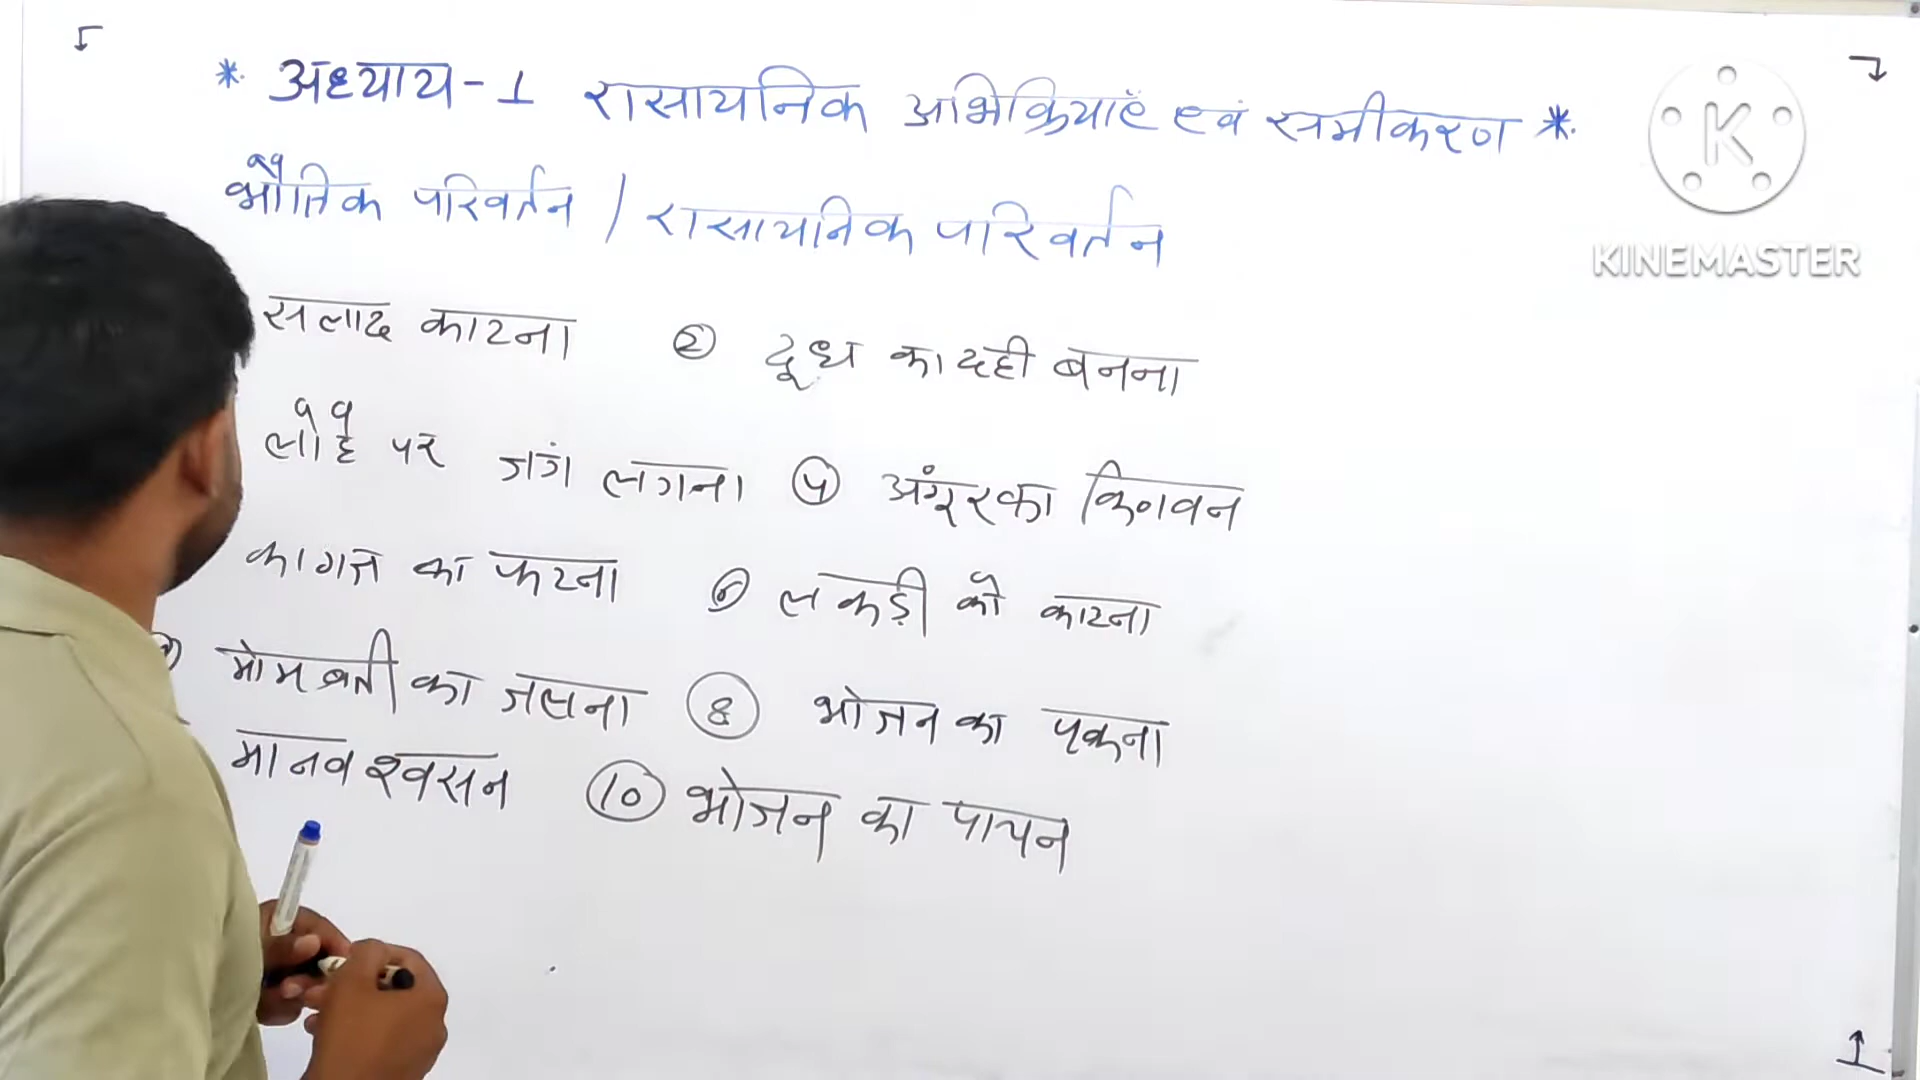 * अध्याय-1 रासायनिक अभिक्रियाएँ एवं समीकरण *
भौतिक परिवर्तन / रासायनिक परिवर्तन
सलाद काटना ② दूध का दही बनना
लोहे पर जंग लगना ④ अंगूर का किण्वन
कागज का फटना ⑥ लकड़ी को काटना
मोमबत्ती का जलना ⑧ भोजन का पकना
मानव श्वसन ⑩ भोजन का पाचन
K
KINEMASTER